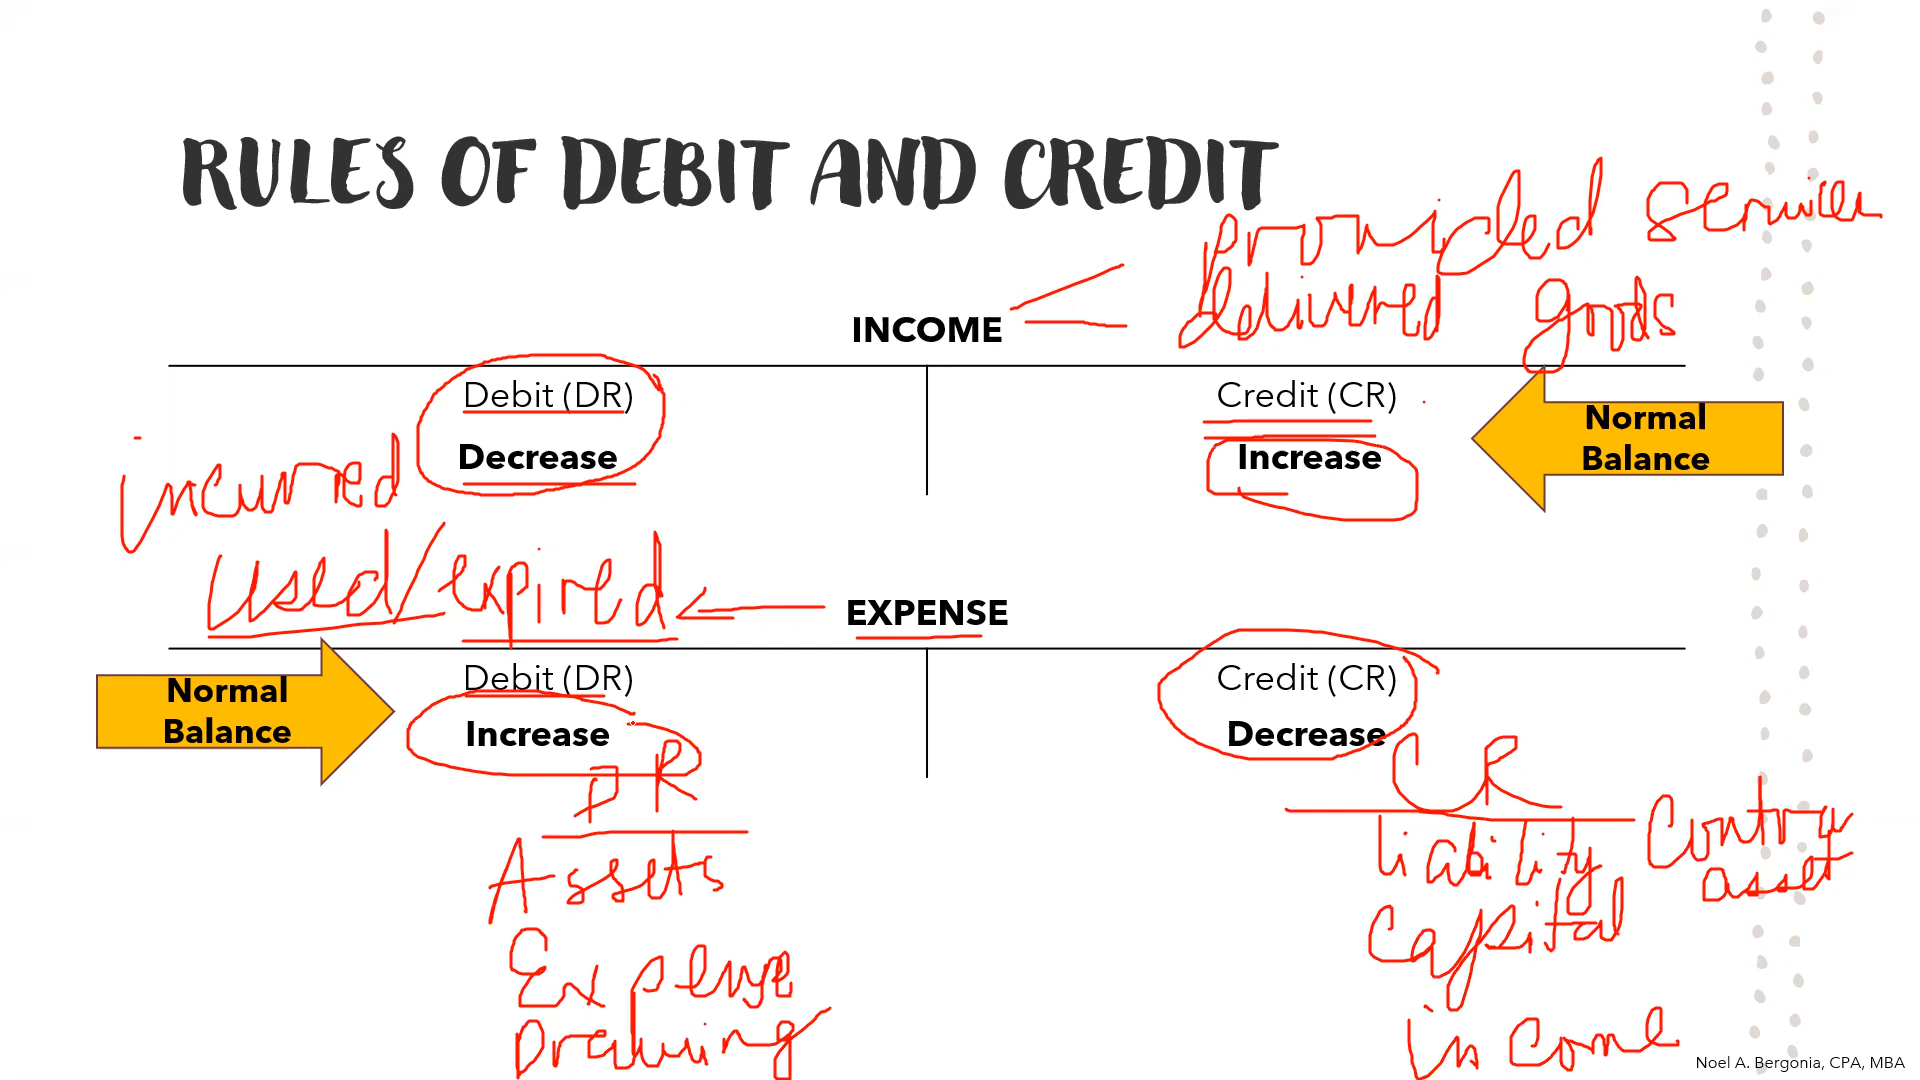 RULES OF DEBIT AND CREDIT
provided services
delivered goods
INCOME
Debit (DR)
Credit (CR)
Decrease
Increase
Normal
Balance
incurred
used/expired
EXPENSE
Debit (DR)
Credit (CR)
Normal
Balance
Increase
Decrease
DR
CR
Assets
liability
Contra
asset
Expense
Capital
Drawing
income
Noel A. Bergonia, CPA, MBA